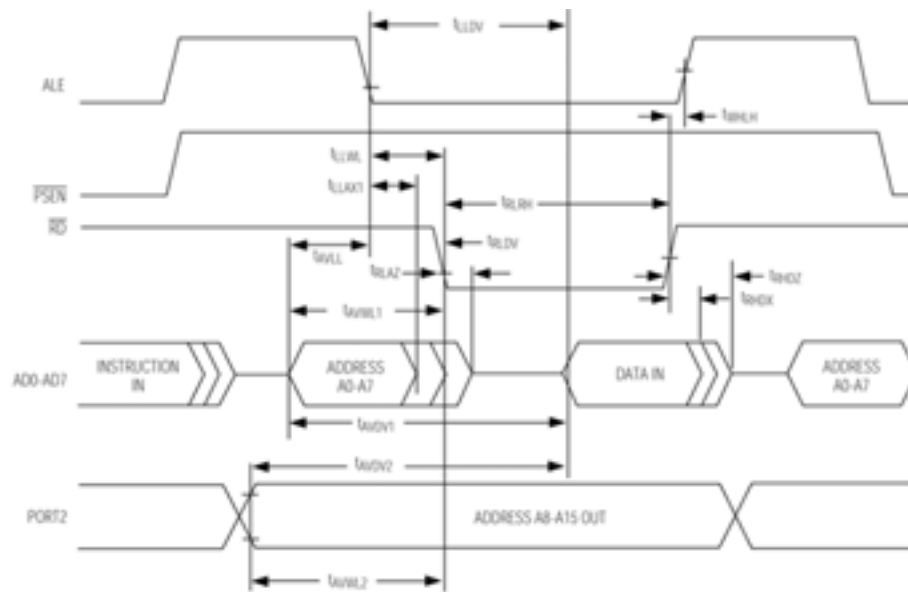 tLLDV
ALE
tWHLH
tLLWL
PSEN
tLLAX1
tRLRH
RD
tRLDV
tAVLL
tRLAZ
tRHDZ
tRHDX
tAVWL1
AD0-AD7
INSTRUCTION
IN
ADDRESS
A0-A7
DATA IN
ADDRESS
A0-A7
tAVDV1
tAVDV2
PORT2
ADDRESS A8-A15 OUT
tAVWL2